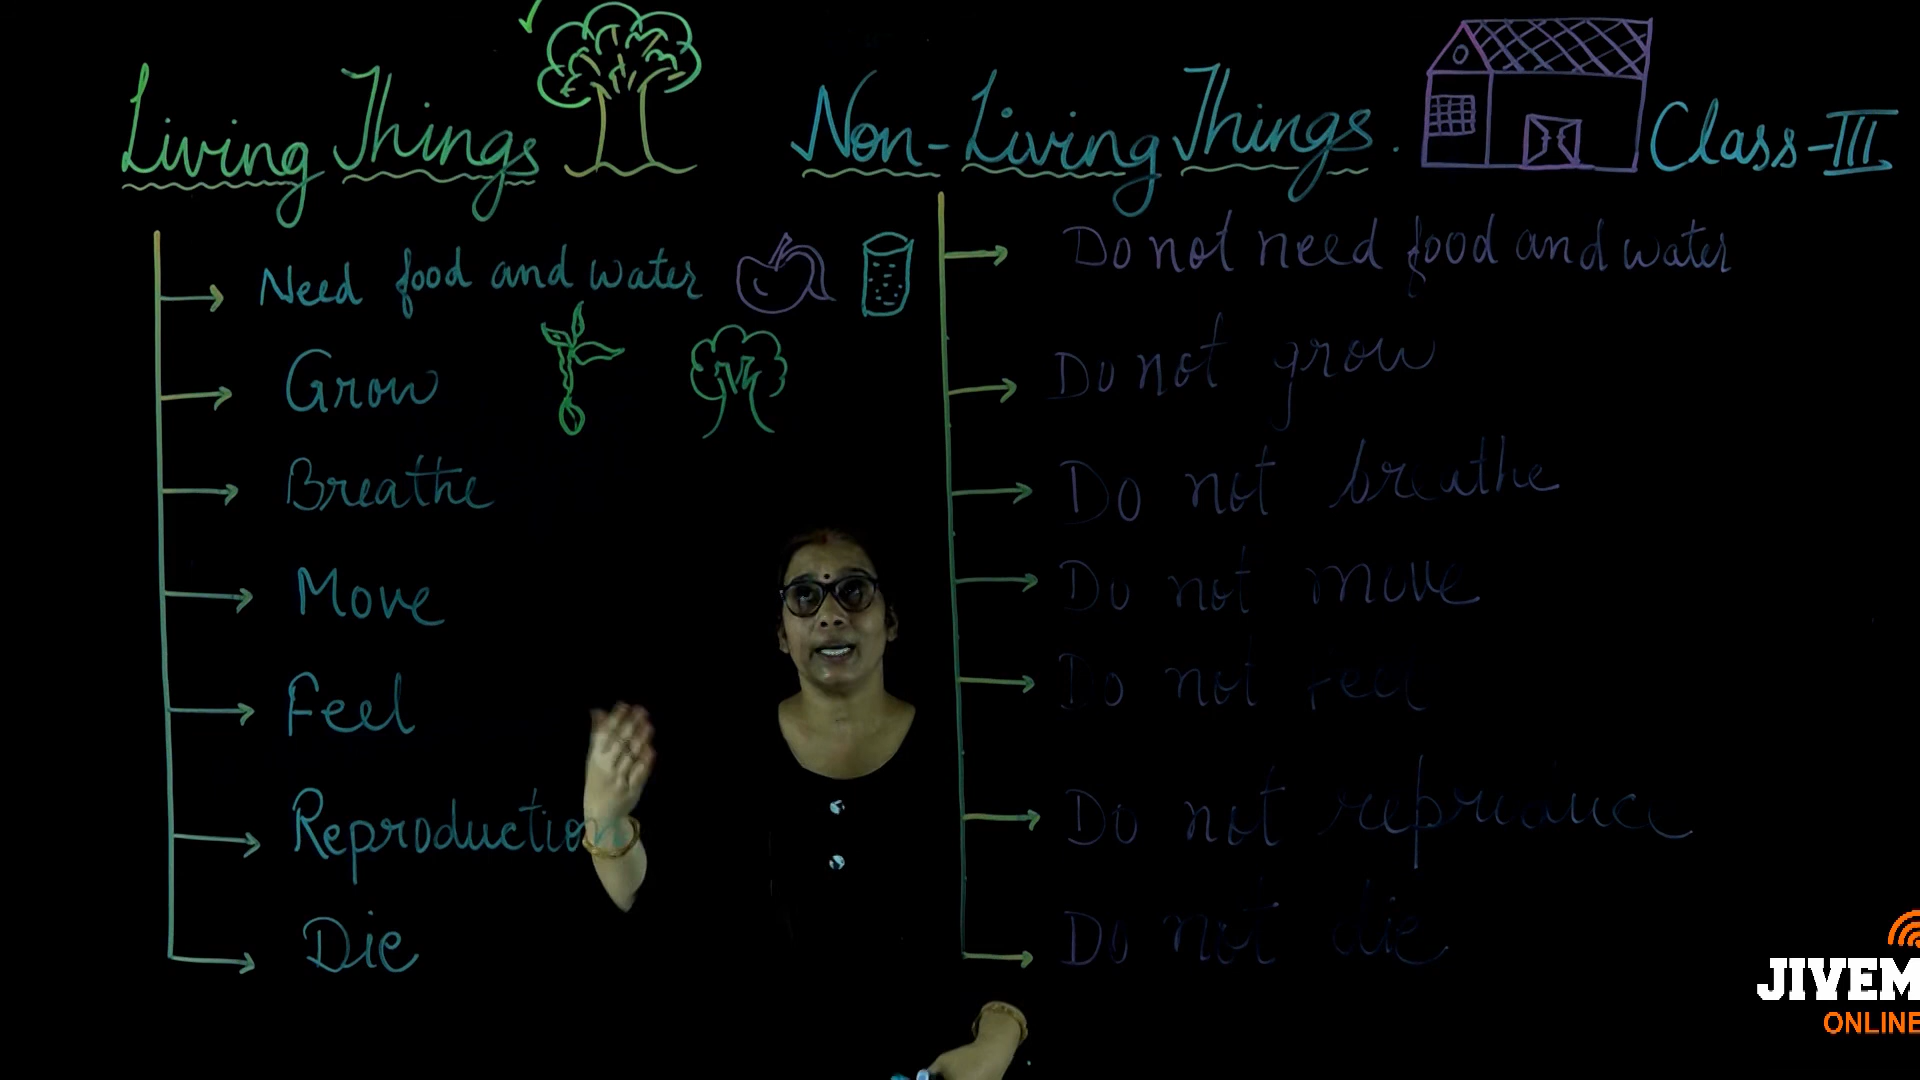 Living Things
Non-Living Things.
Class-III
Need food and water
Grow
Breathe
Move
Feel
Reproduction
Die
Do not need food and water
Do not grow
Do not breathe
Do not move
Do not feel
Do not
Do not die
JIVEM
ONLINE